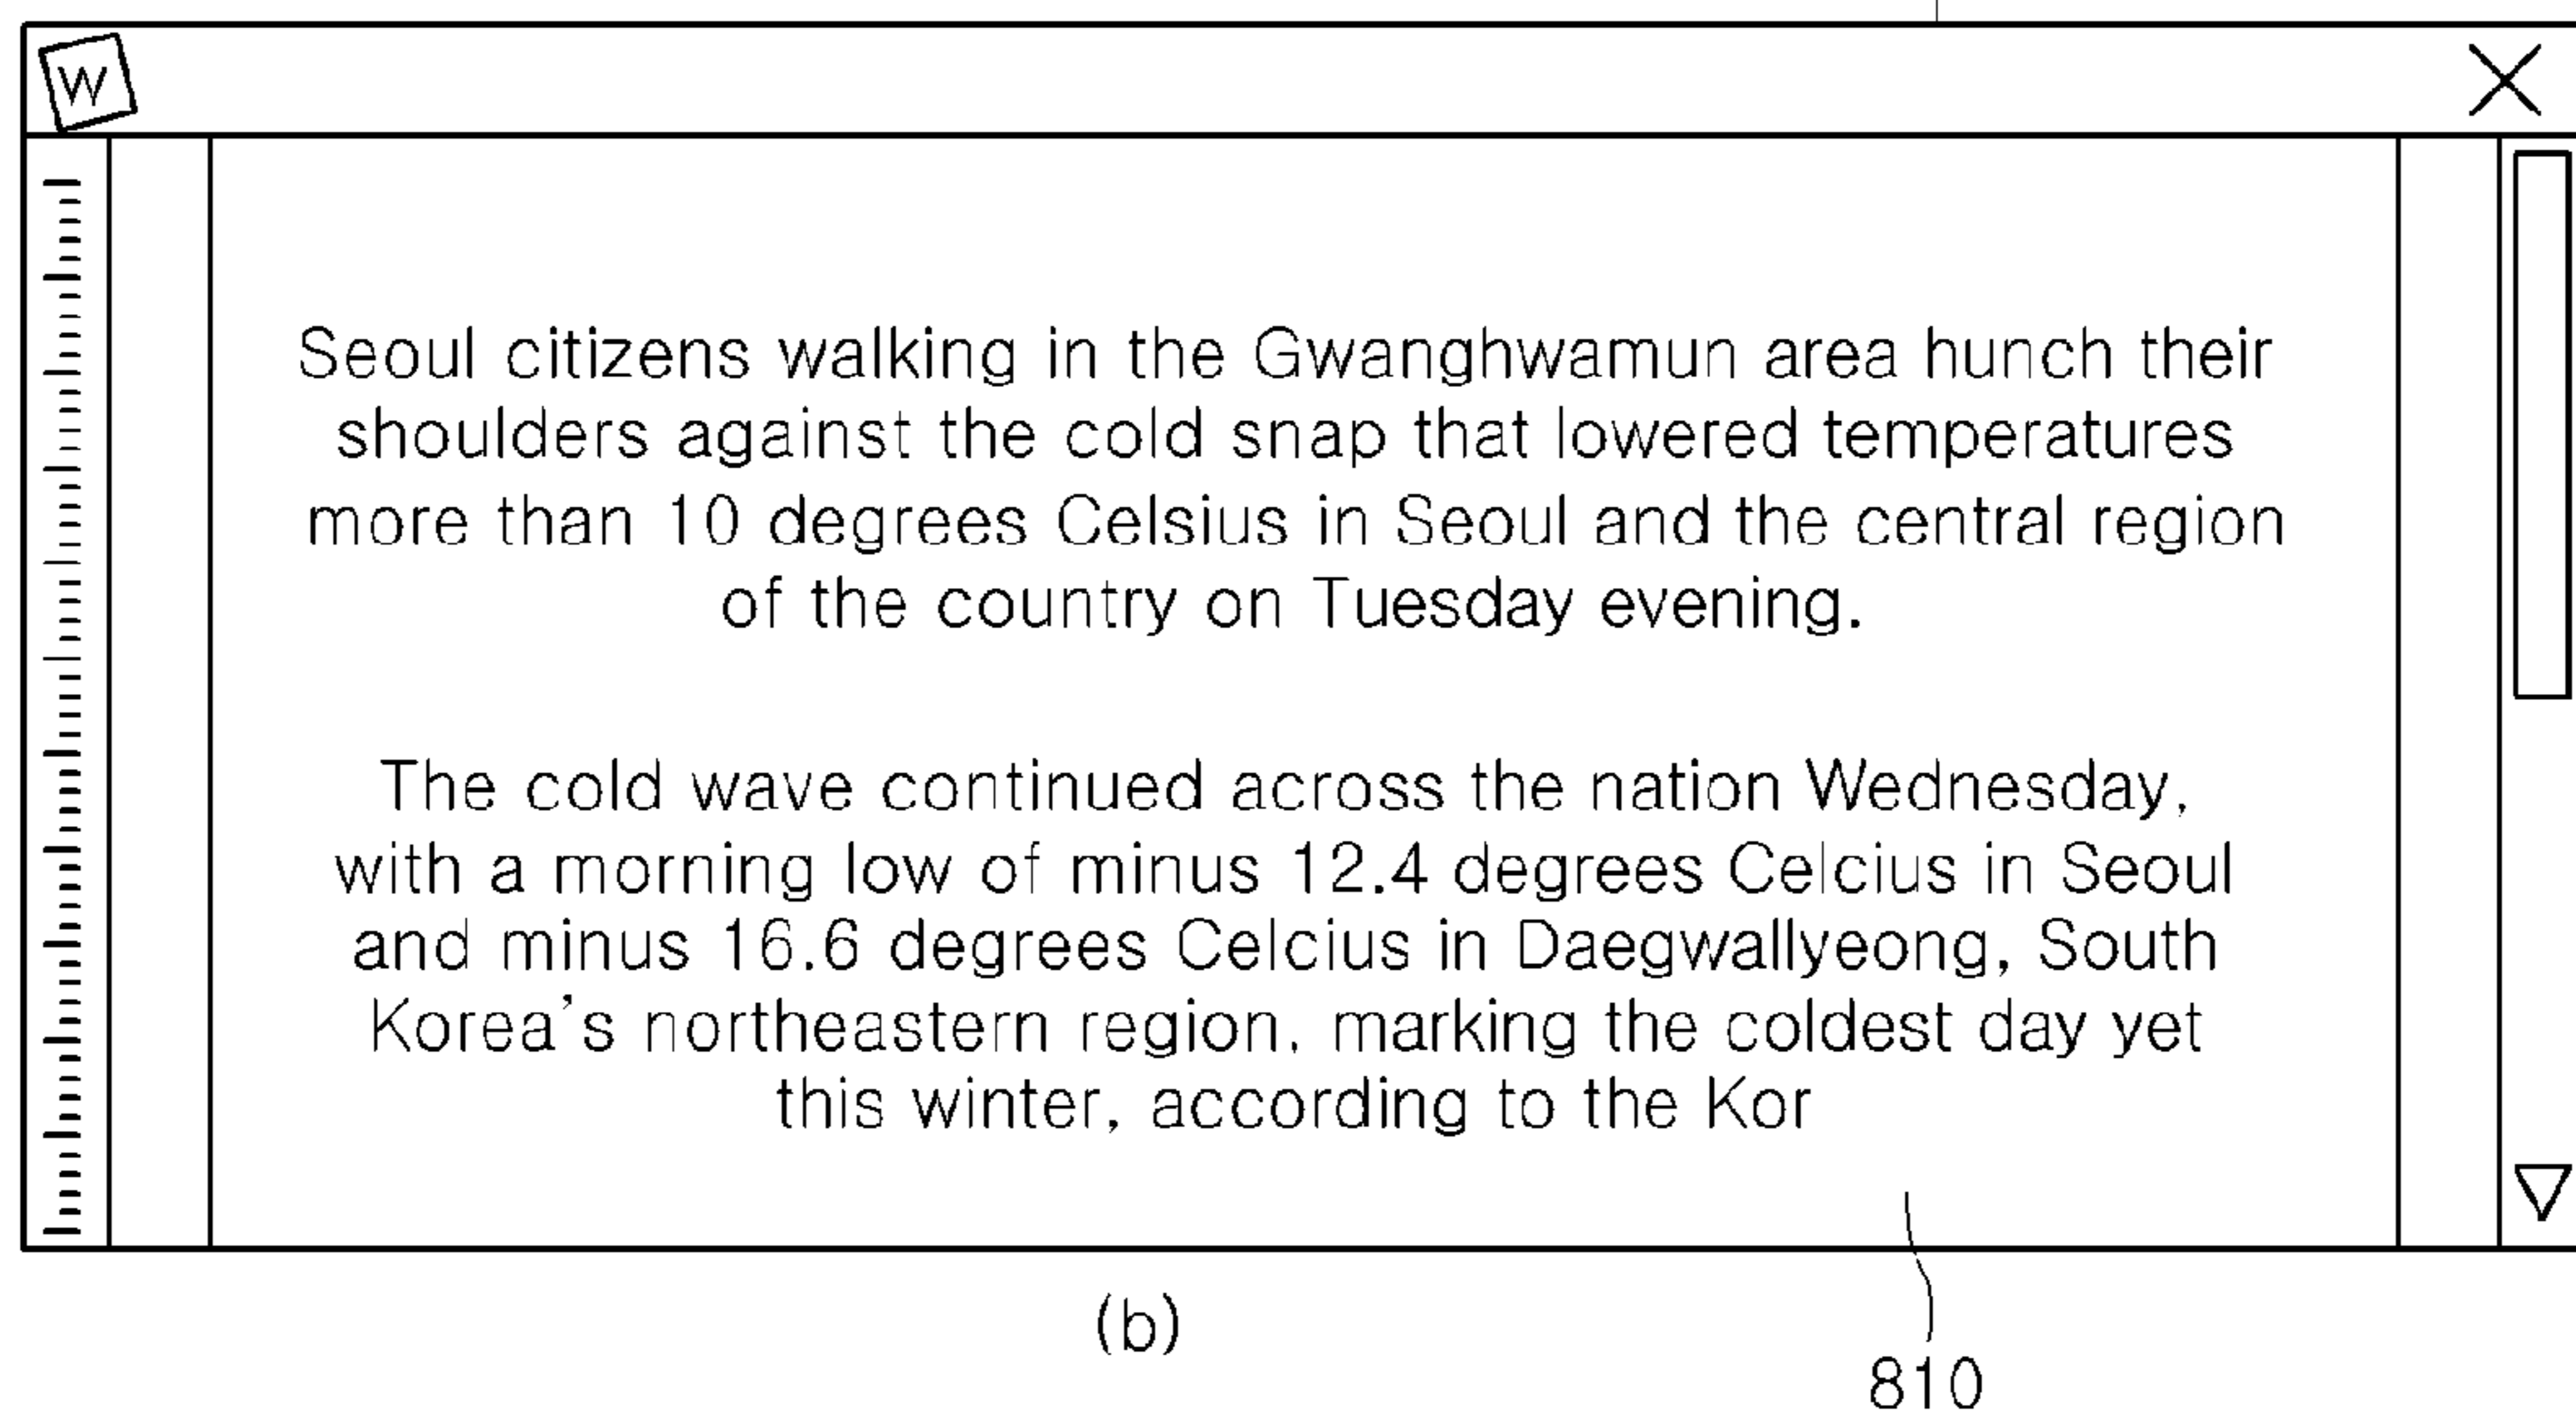 W
Seoul citizens walking in the Gwanghwamun area hunch their
shoulders against the cold snap that lowered temperatures
more than 10 degrees Celsius in Seoul and the central region
of the country on Tuesday evening.
The cold wave continued across the nation Wednesday,
with a morning low of minus 12.4 degrees Celcius in Seoul
and minus 16.6 degrees Celcius in Daegwallyeong, South
Korea's northeastern region, marking the coldest day yet
this winter, according to the Kor
(b)
810